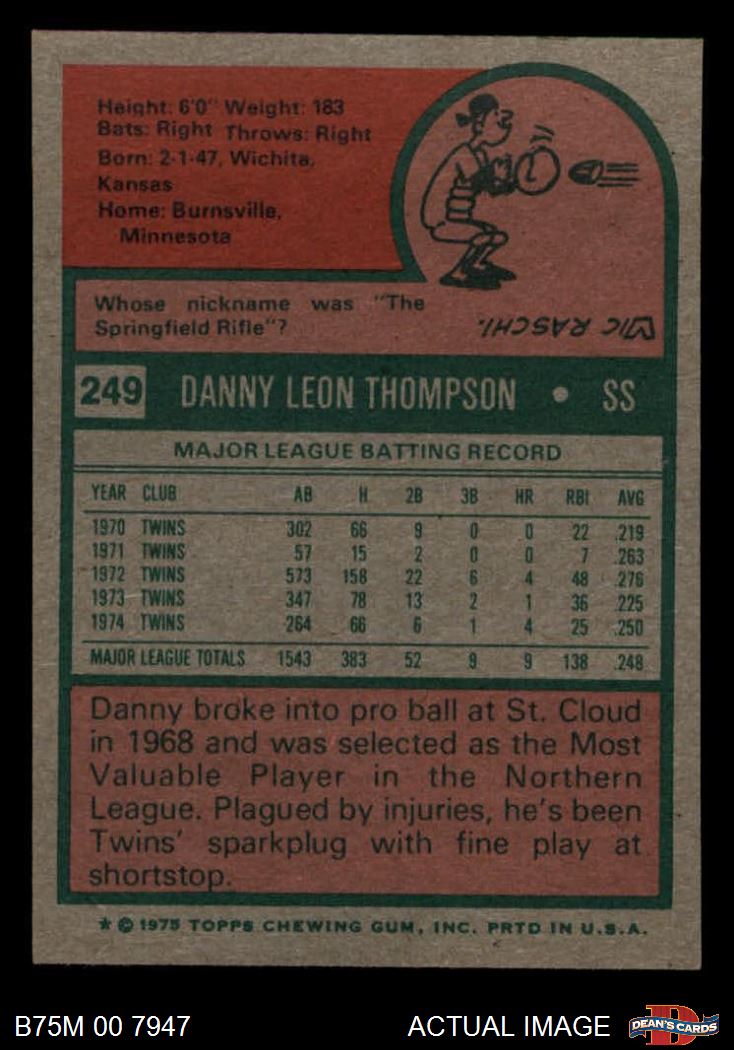 Height: 6'0" Weight: 183
Bats: Right Throws: Right
Born: 2-1-47, Wichita,
Kansas
Home: Burnsville,
Minnesota
Whose nickname was "The
Springfield Rifle"?
VIC RASCHI.
249 DANNY LEON THOMPSON • SS
MAJOR LEAGUE BATTING RECORD
YEAR CLUB AB H 2B 3B HR RBI AVG
1970 TWINS 302 66 9 0 0 22 .219
1971 TWINS 57 15 2 0 0 7 .263
1972 TWINS 573 158 22 6 4 48 .276
1973 TWINS 347 78 13 2 1 36 .225
1974 TWINS 264 66 6 1 4 25 .250
MAJOR LEAGUE TOTALS 1543 383 52 9 9 138 .248
Danny broke into pro ball at St. Cloud
in 1968 and was selected as the Most
Valuable Player in the Northern
League. Plagued by injuries, he's been
Twins' sparkplug with fine play at
shortstop.
* © 1975 TOPPS CHEWING GUM, INC. PRTD IN U.S.A.
B75M 00 7947 ACTUAL IMAGE DEAN'S CARDS